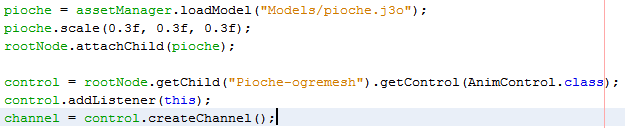 pioche = assetManager.loadModel("Models/pioche.j3o");
pioche.scale(0.3f, 0.3f, 0.3f);
rootNode.attachChild(pioche);
control = rootNode.getChild("Pioche-ogremesh").getControl(AnimControl.class);
control.addListener(this);
channel = control.createChannel();